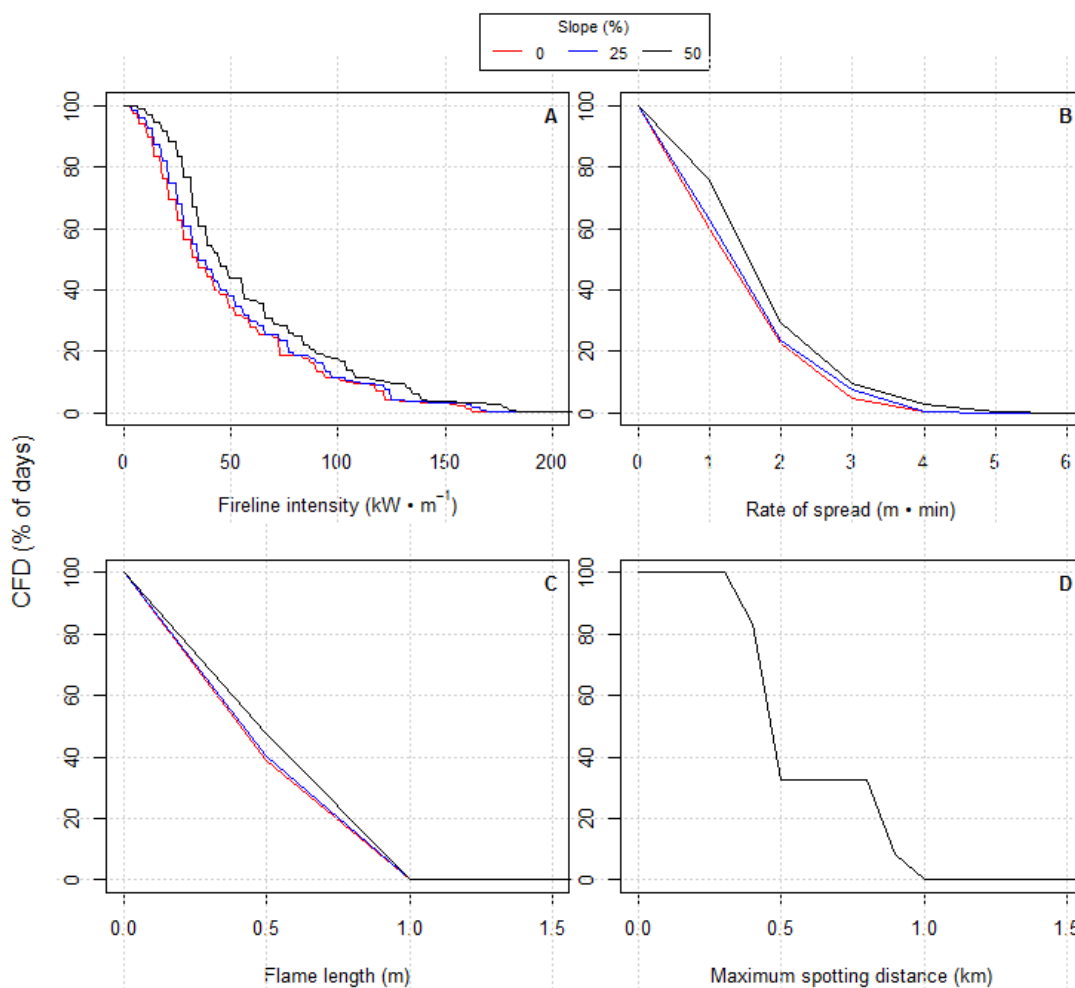 Slope (%)
0 25 50
A
100
80
60
40
20
0
0 50 100 150 200
Fireline intensity (kW • m⁻¹)
B
100
80
60
40
20
0
0 1 2 3 4 5 6
Rate of spread (m • min)
CFD (% of days)
C
100
80
60
40
20
0
0.0 0.5 1.0 1.5
Flame length (m)
D
100
80
60
40
20
0
0.0 0.5 1.0 1.5
Maximum spotting distance (km)